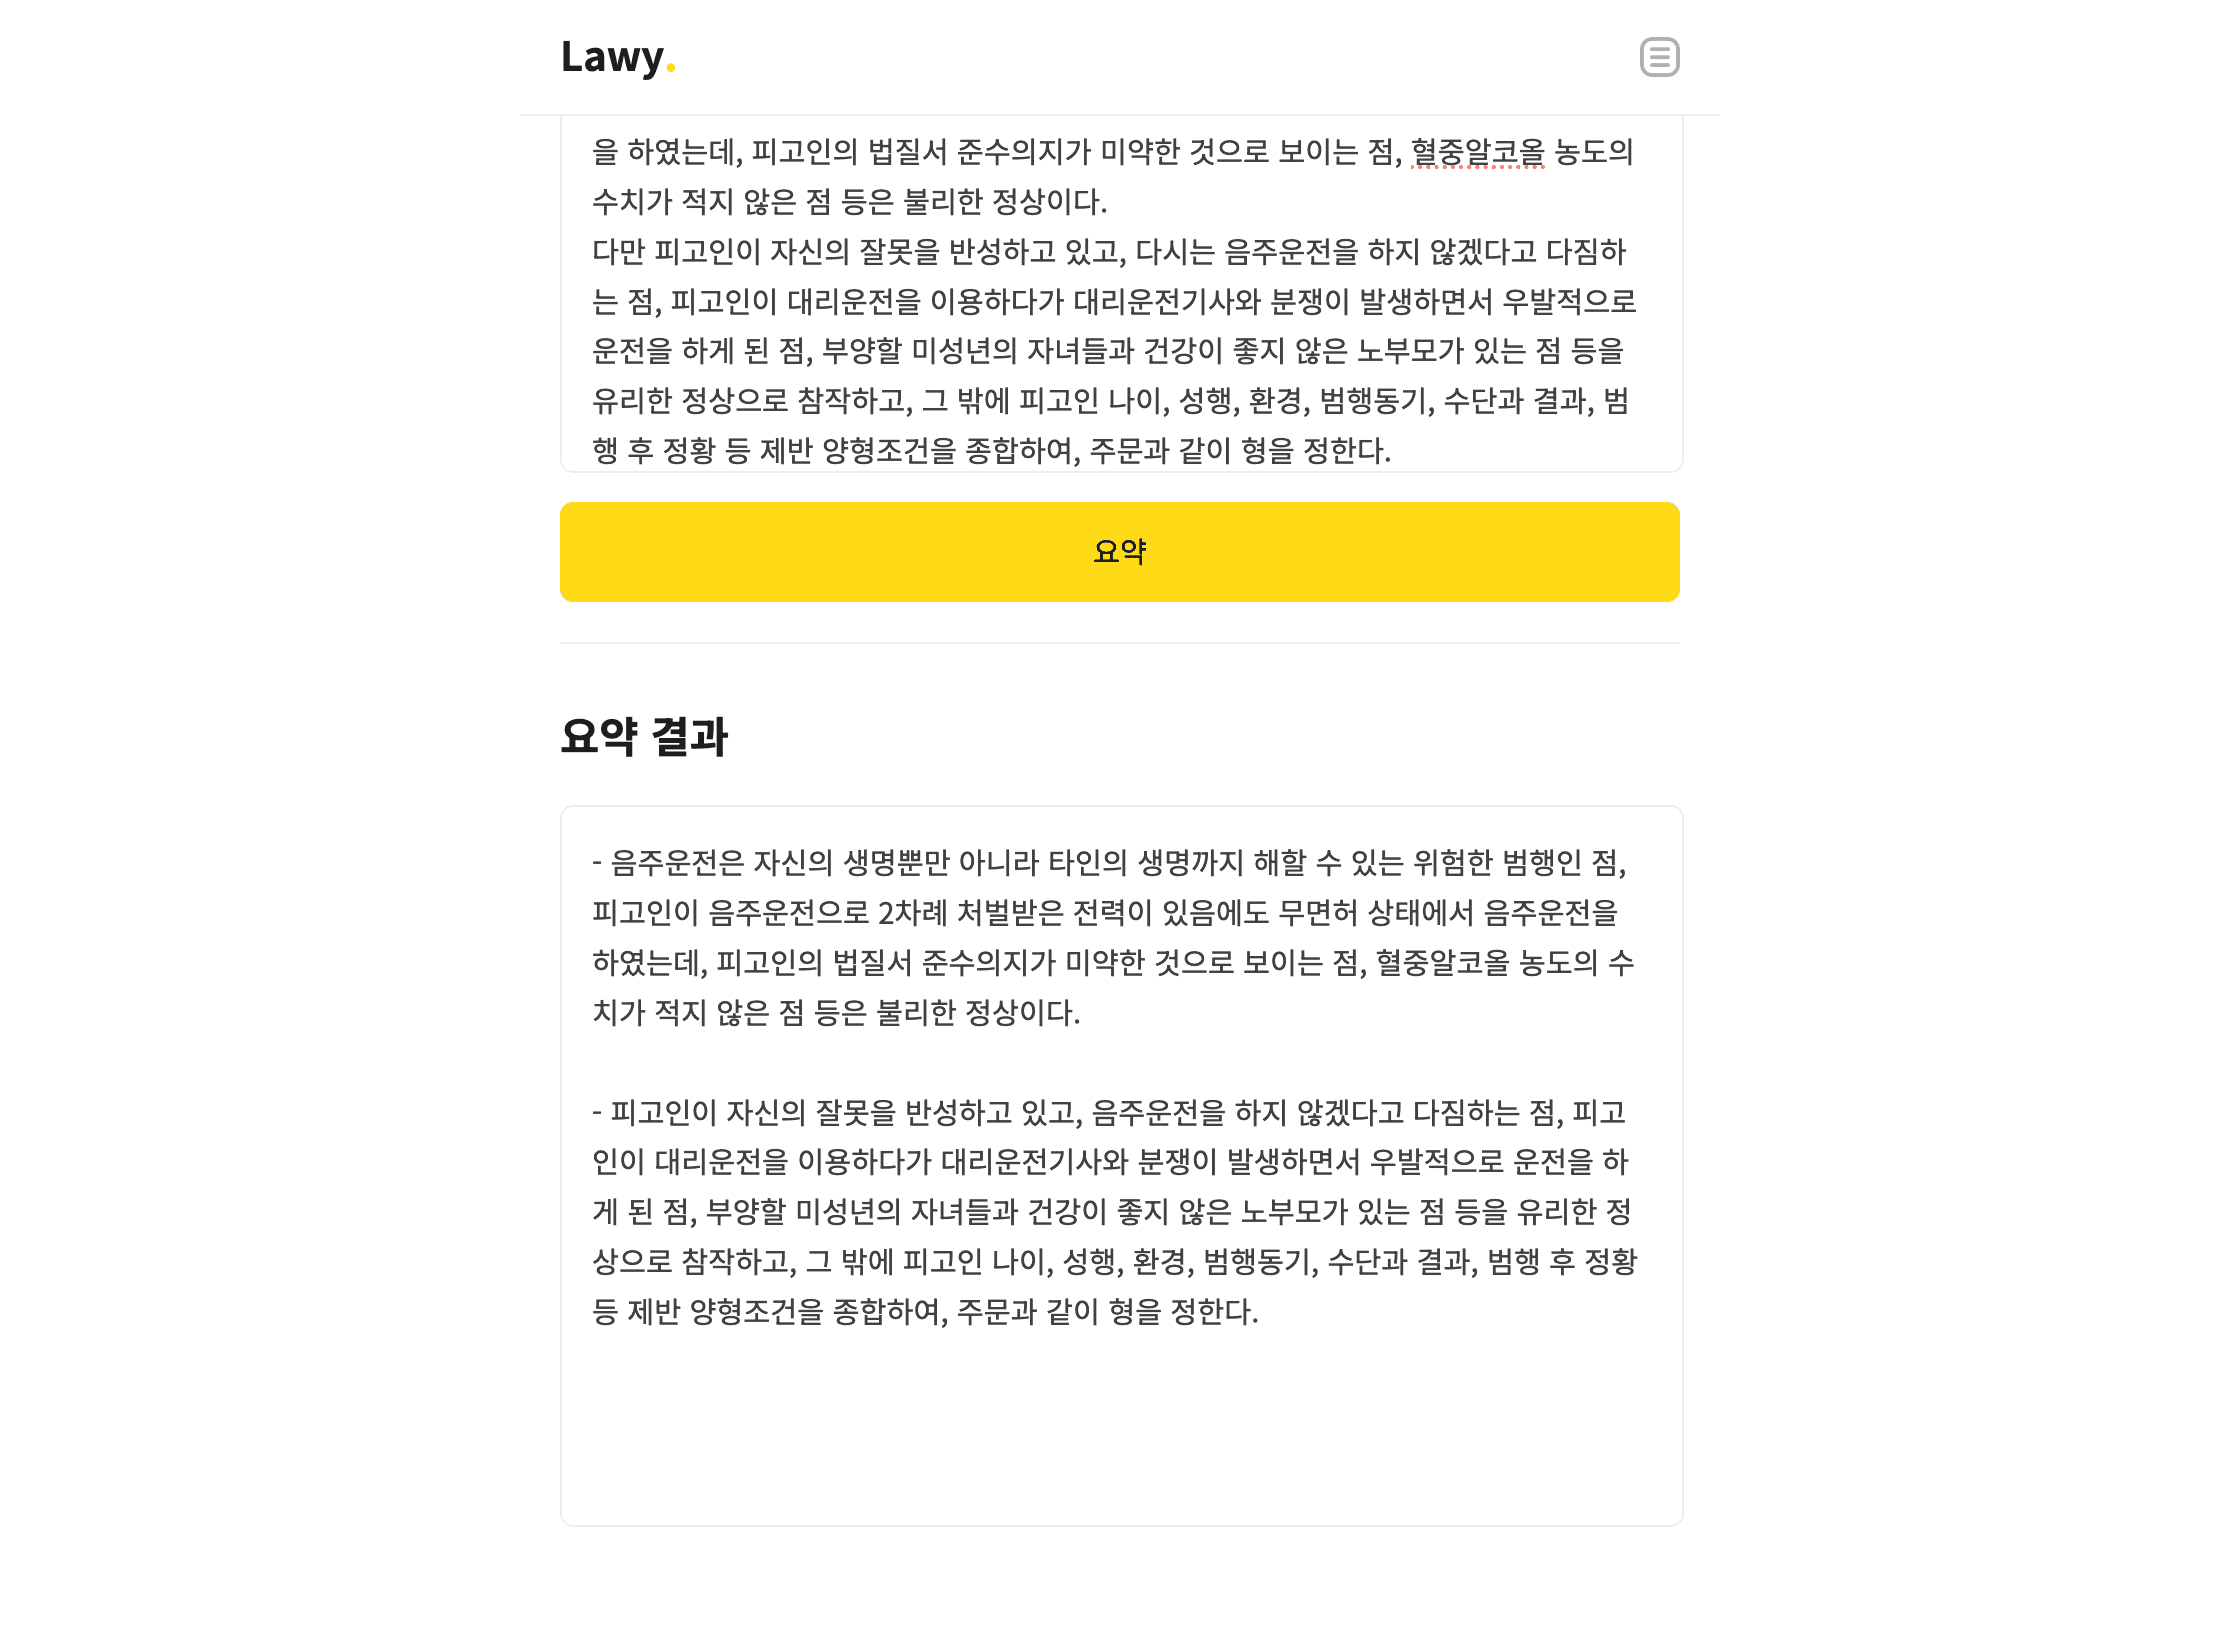 Lawy.
을 하였는데, 피고인의 법질서 준수의지가 미약한 것으로 보이는 점, 혈중알코올 농도의
수치가 적지 않은 점 등은 불리한 정상이다.
다만 피고인이 자신의 잘못을 반성하고 있고, 다시는 음주운전을 하지 않겠다고 다짐하
는 점, 피고인이 대리운전을 이용하다가 대리운전기사와 분쟁이 발생하면서 우발적으로
운전을 하게 된 점, 부양할 미성년의 자녀들과 건강이 좋지 않은 노부모가 있는 점 등을
유리한 정상으로 참작하고, 그 밖에 피고인 나이, 성행, 환경, 범행동기, 수단과 결과, 범
행 후 정황 등 제반 양형조건을 종합하여, 주문과 같이 형을 정한다.
요약
요약 결과
- 음주운전은 자신의 생명뿐만 아니라 타인의 생명까지 해할 수 있는 위험한 범행인 점,
피고인이 음주운전으로 2차례 처벌받은 전력이 있음에도 무면허 상태에서 음주운전을
하였는데, 피고인의 법질서 준수의지가 미약한 것으로 보이는 점, 혈중알코올 농도의 수
치가 적지 않은 점 등은 불리한 정상이다.
- 피고인이 자신의 잘못을 반성하고 있고, 음주운전을 하지 않겠다고 다짐하는 점, 피고
인이 대리운전을 이용하다가 대리운전기사와 분쟁이 발생하면서 우발적으로 운전을 하
게 된 점, 부양할 미성년의 자녀들과 건강이 좋지 않은 노부모가 있는 점 등을 유리한 정
상으로 참작하고, 그 밖에 피고인 나이, 성행, 환경, 범행동기, 수단과 결과, 범행 후 정황
등 제반 양형조건을 종합하여, 주문과 같이 형을 정한다.